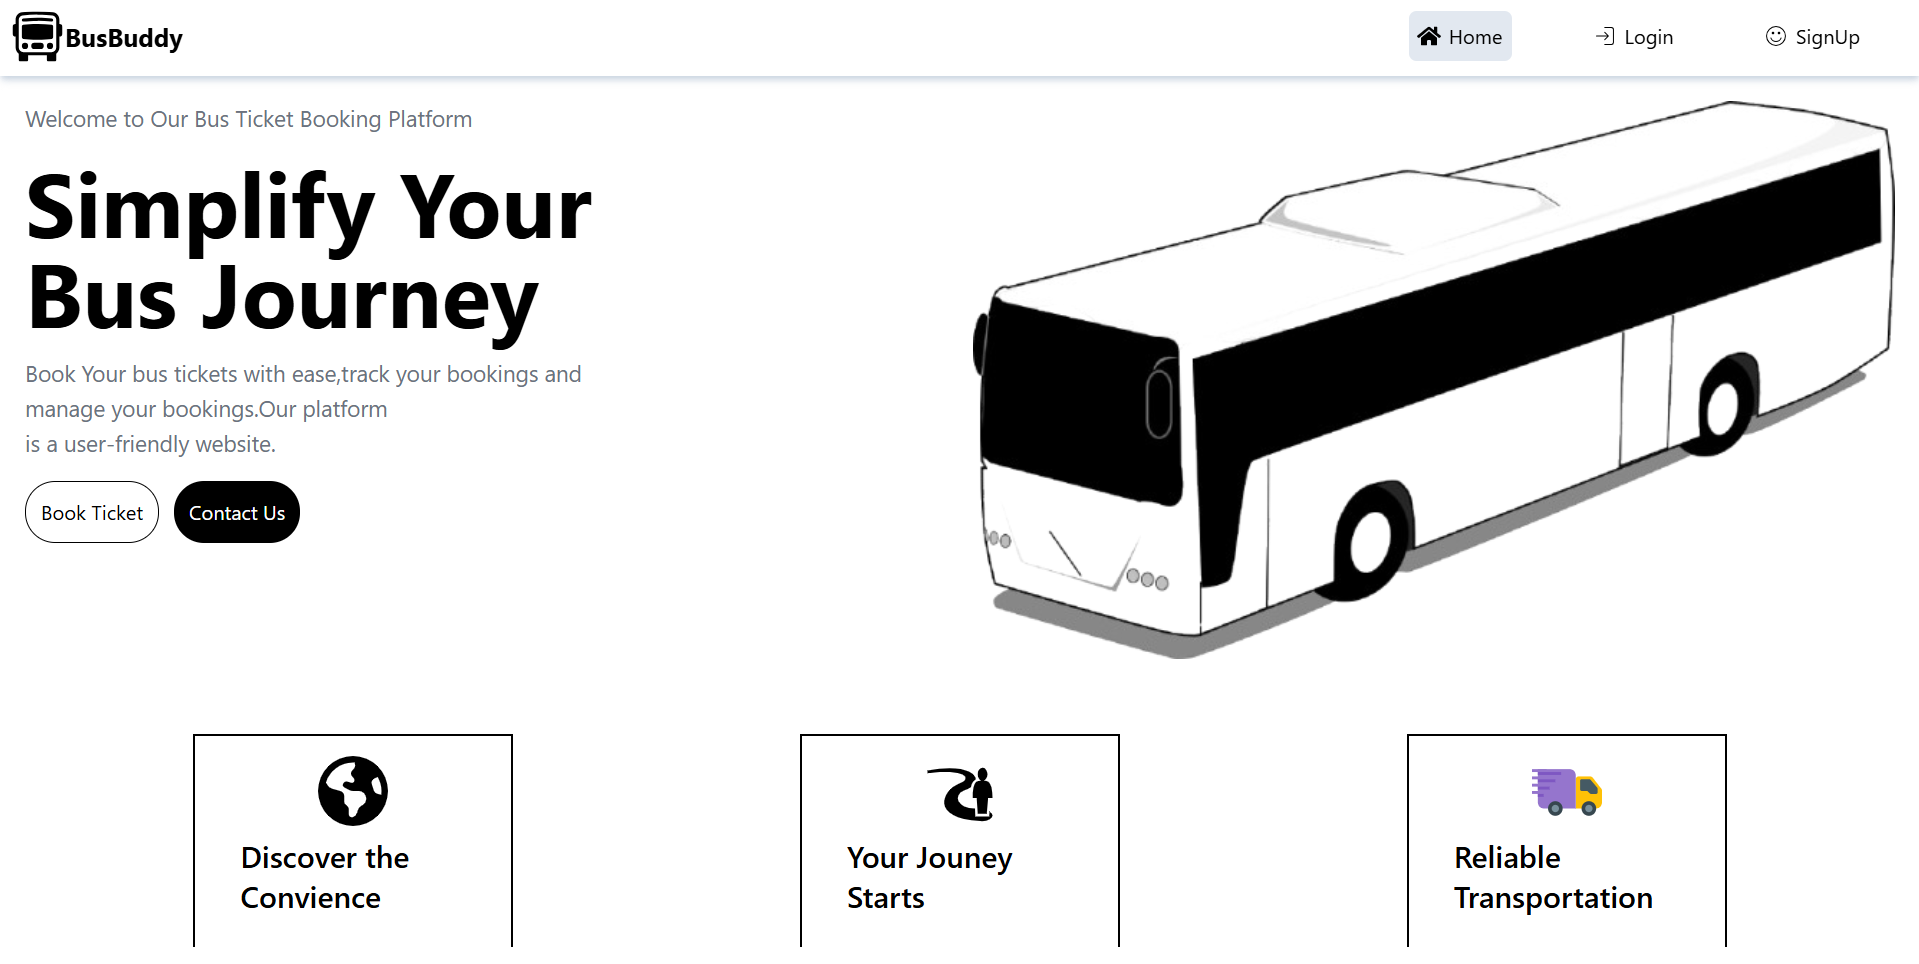 BusBuddy
Home
Login
SignUp
Welcome to Our Bus Ticket Booking Platform
Simplify Your
Bus Journey
Book Your bus tickets with ease,track your bookings and
manage your bookings.Our platform
is a user-friendly website.
Book Ticket
Contact Us
Discover the
Convience
Your Jouney
Starts
Reliable
Transportation